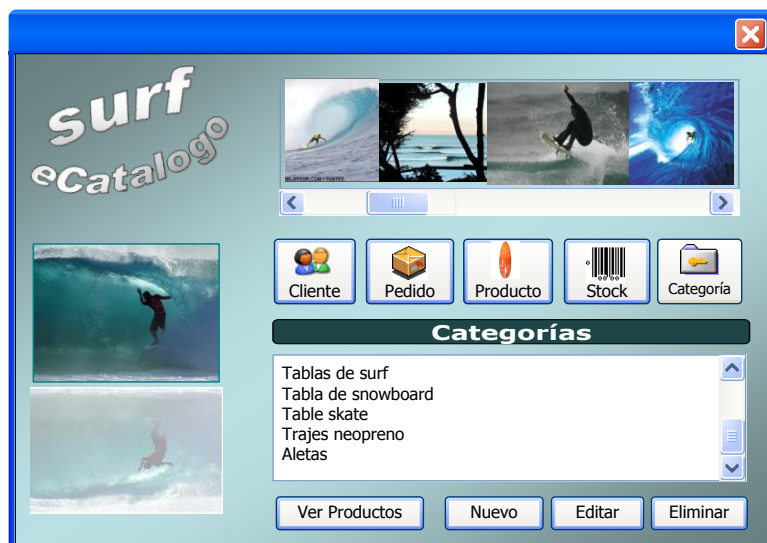 surf
eCatalogo
Cliente
Pedido
Producto
Stock
Categoría
Categorías
Tablas de surf
Tabla de snowboard
Table skate
Trajes neopreno
Aletas
Ver Productos
Nuevo
Editar
Eliminar